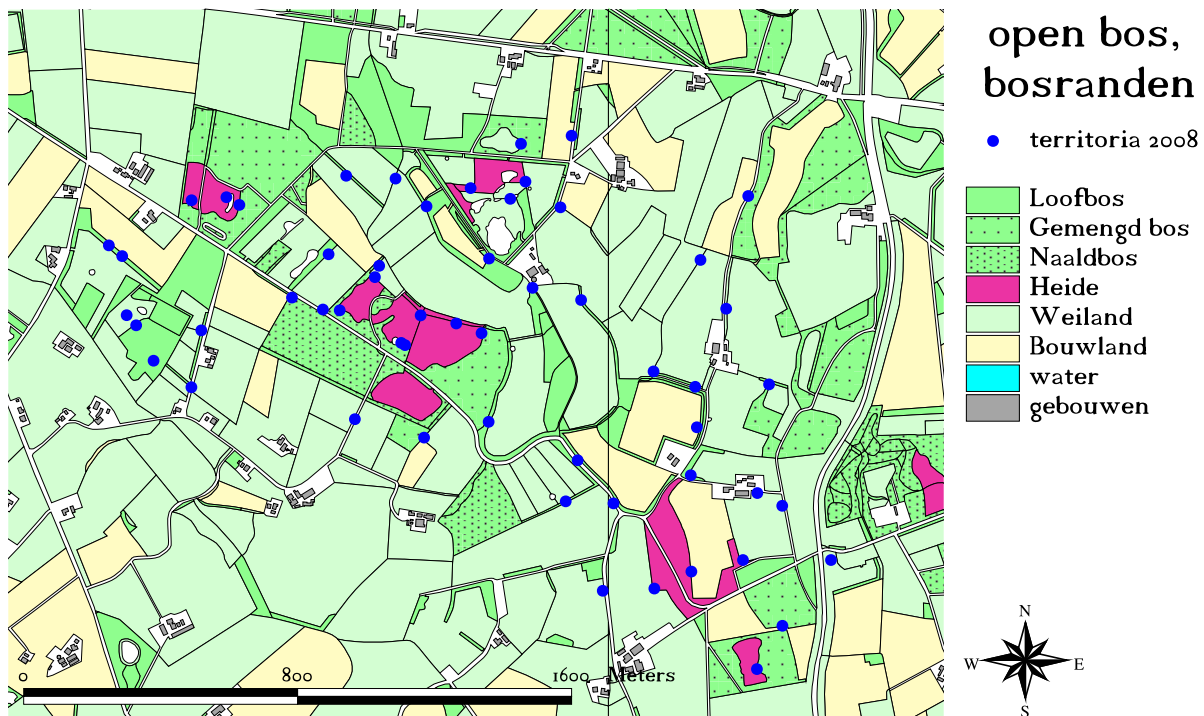 open bos,
bosranden
territoria 2008
Loofbos
Gemengd bos
Naaldbos
Heide
Weiland
Bouwland
water
gebouwen
N
W E
S
0 800 1600 Meters